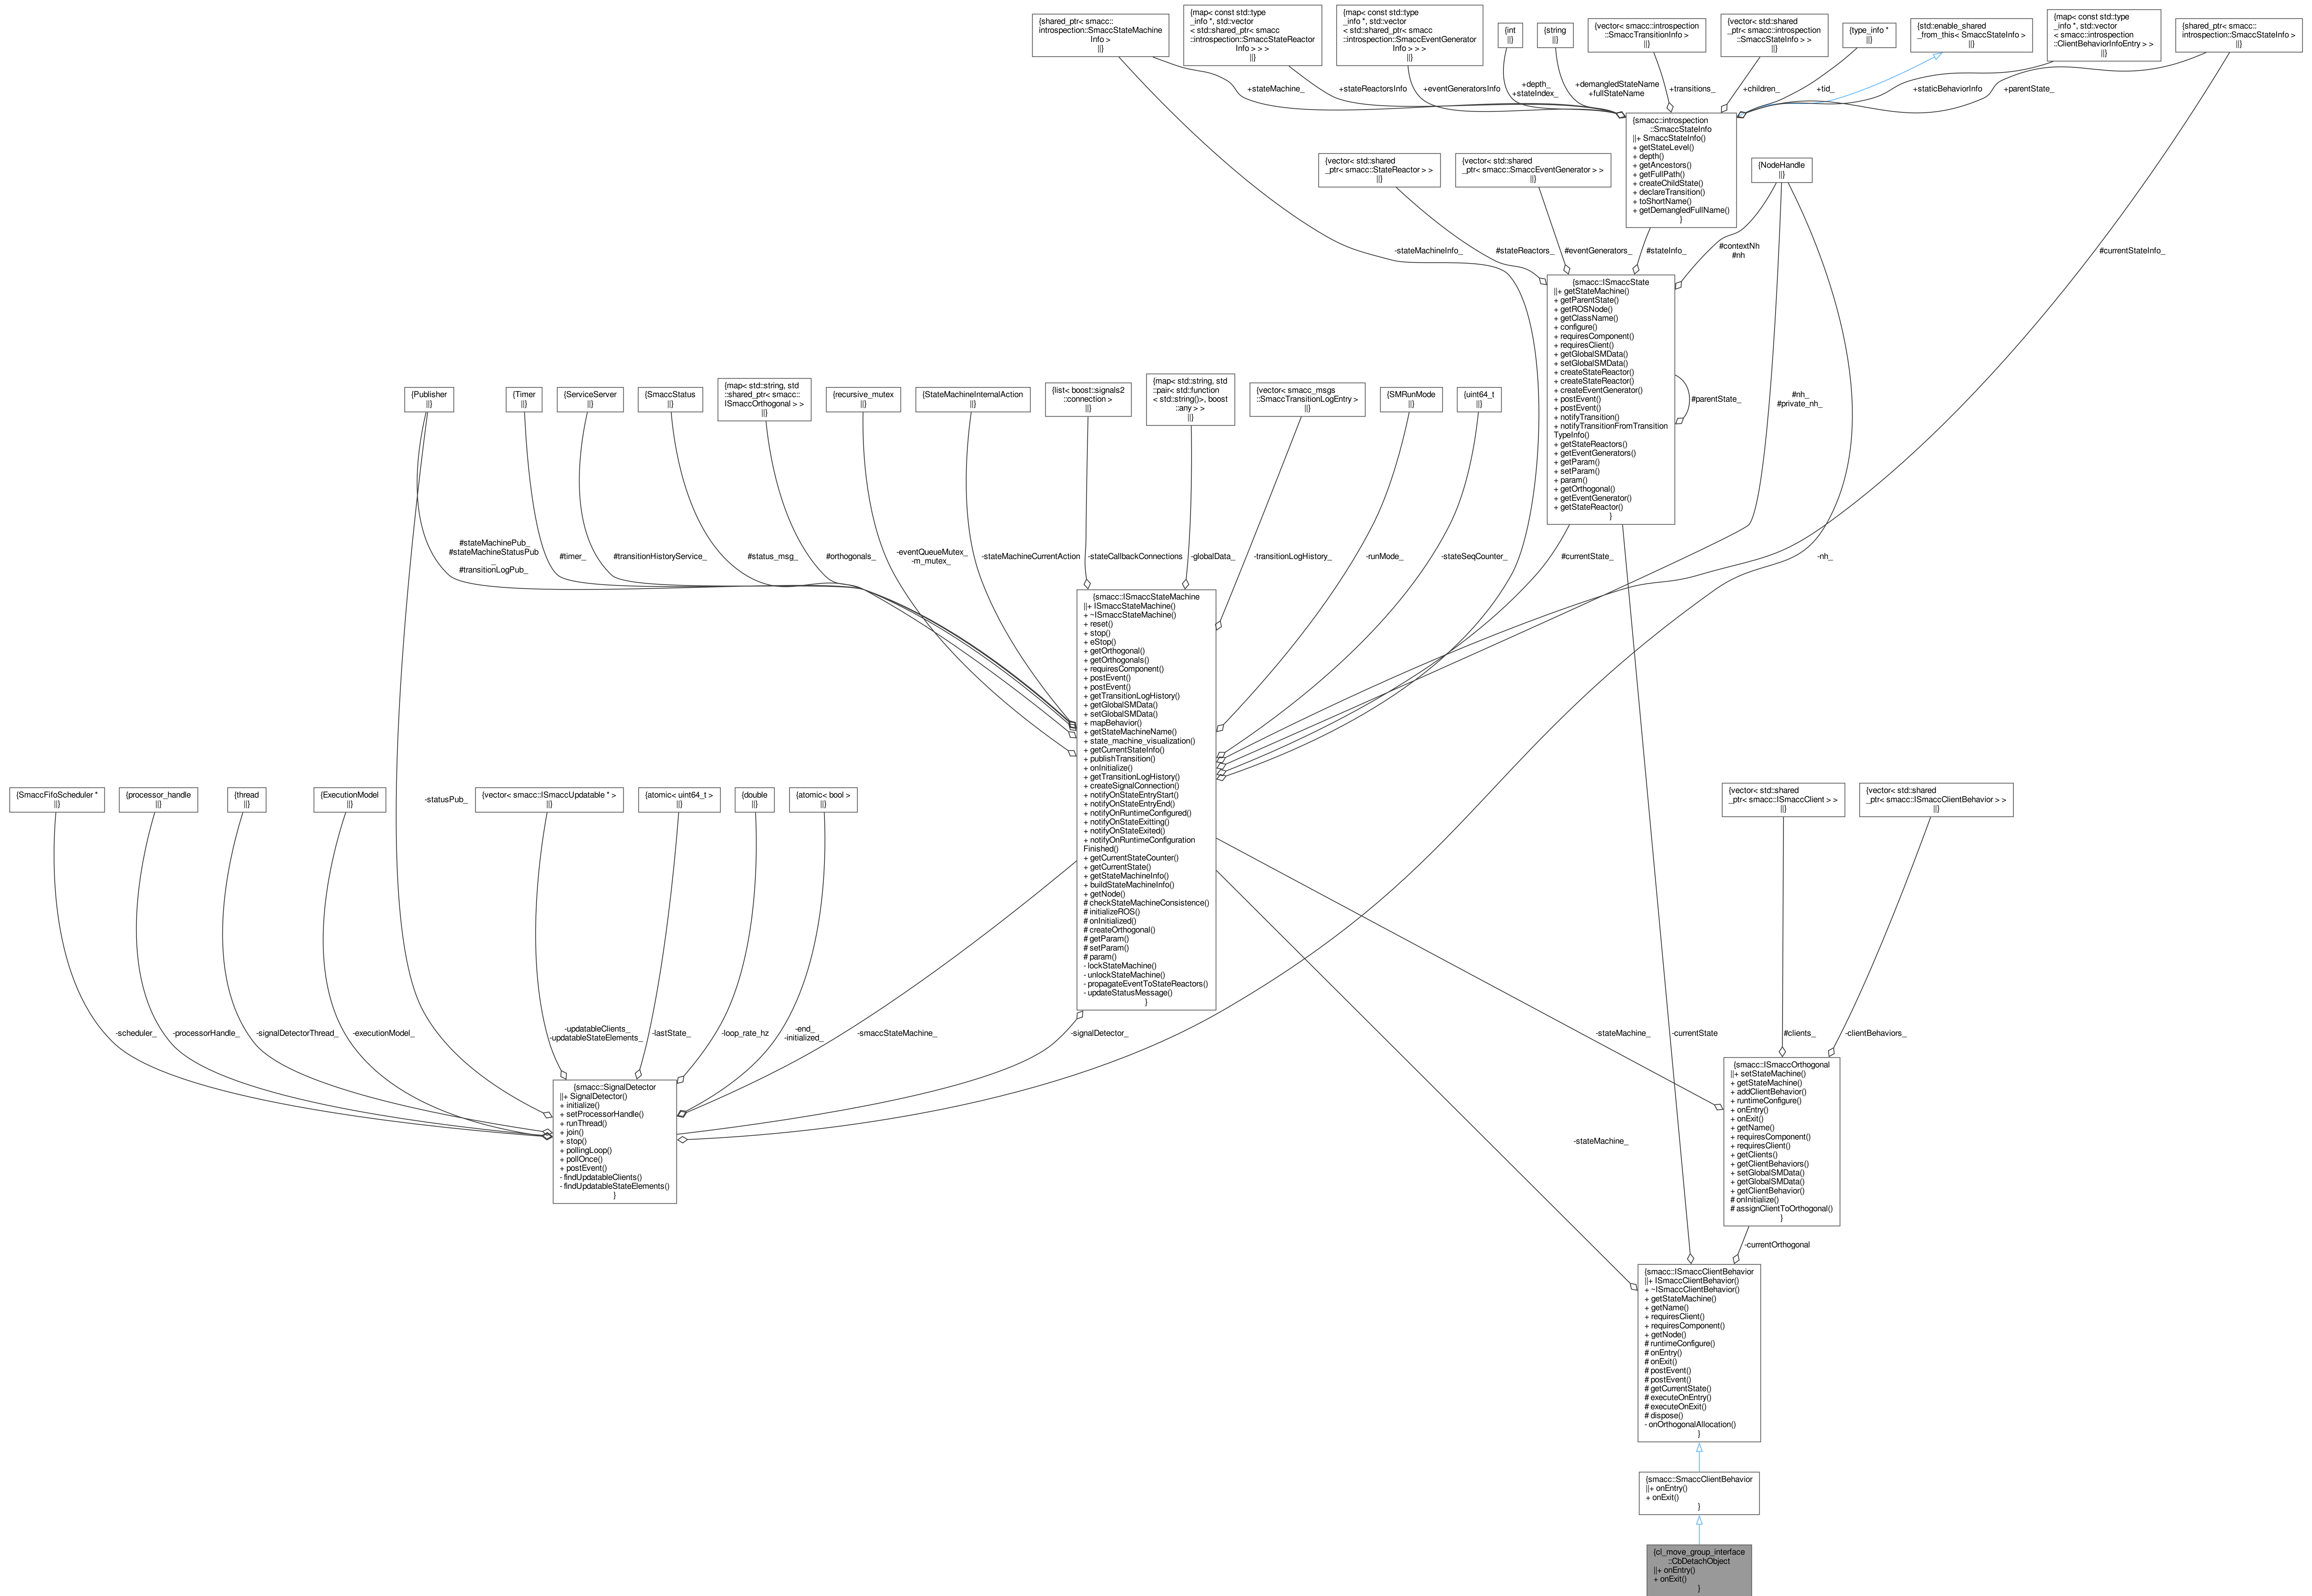 {shared_ptr< smacc::
introspection::SmaccStateMachine
Info >
||}
{map< const std::type
_info *, std::vector
< std::shared_ptr< smacc
::introspection::SmaccStateReactor
Info > > >
||}
{map< const std::type
_info *, std::vector
< std::shared_ptr< smacc
::introspection::SmaccEventGenerator
Info > > >
||}
{int
||}
{string
||}
{vector< smacc::introspection
::SmaccTransitionInfo >
||}
{vector< std::shared
_ptr< smacc::introspection
::SmaccStateInfo > >
||}
{type_info *
||}
{std::enable_shared
_from_this< SmaccStateInfo >
||}
{map< const std::type
_info *, std::vector
< smacc::introspection
::ClientBehaviorInfoEntry > >
||}
{shared_ptr< smacc::
introspection::SmaccStateInfo >
||}
+stateMachine_
+stateReactorsInfo
+eventGeneratorsInfo
+depth_
+stateIndex_
+demangledStateName
+fullStateName
+transitions_
+children_
+tid_
+staticBehaviorInfo
+parentState_
{smacc::introspection
::SmaccStateInfo
||+ SmaccStateInfo()
+ getStateLevel()
+ depth()
+ getAncestors()
+ getFullPath()
+ createChildState()
+ declareTransition()
+ toShortName()
+ getDemangledFullName()
}
{vector< std::shared
_ptr< smacc::StateReactor > >
||}
{vector< std::shared
_ptr< smacc::SmaccEventGenerator > >
||}
{NodeHandle
||}
-stateMachineInfo_
#stateReactors_
#eventGenerators_
#stateInfo_
#contextNh
#nh
#currentStateInfo_
{smacc::ISmaccState
||+ getStateMachine()
+ getParentState()
+ getROSNode()
+ getClassName()
+ configure()
+ requiresComponent()
+ requiresClient()
+ getGlobalSMData()
+ setGlobalSMData()
+ createStateReactor()
+ createStateReactor()
+ createEventGenerator()
+ postEvent()
+ postEvent()
+ notifyTransition()
+ notifyTransitionFromTransition
TypeInfo()
+ getStateReactors()
+ getEventGenerators()
+ getParam()
+ setParam()
+ param()
+ getOrthogonal()
+ getEventGenerator()
+ getStateReactor()
}
#parentState_
#nh_
#private_nh_
{Publisher
||}
{Timer
||}
{ServiceServer
||}
{SmaccStatus
||}
{map< std::string, std
::shared_ptr< smacc::
ISmaccOrthogonal > >
||}
{recursive_mutex
||}
{StateMachineInternalAction
||}
{list< boost::signals2
::connection >
||}
{map< std::string, std
::pair< std::function
< std::string()>, boost
::any > >
||}
{vector< smacc_msgs
::SmaccTransitionLogEntry >
||}
{SMRunMode
||}
{uint64_t
||}
#stateMachinePub_
#stateMachineStatusPub
_
#transitionLogPub_
#timer_
#transitionHistoryService_
#status_msg_
#orthogonals_
-eventQueueMutex_
-m_mutex_
-stateMachineCurrentAction
-stateCallbackConnections
-globalData_
-transitionLogHistory_
-runMode_
-stateSeqCounter_
#currentState_
-nh_
{smacc::ISmaccStateMachine
||+ ISmaccStateMachine()
+ ~ISmaccStateMachine()
+ reset()
+ stop()
+ eStop()
+ getOrthogonal()
+ getOrthogonals()
+ requiresComponent()
+ postEvent()
+ postEvent()
+ getTransitionLogHistory()
+ getGlobalSMData()
+ setGlobalSMData()
+ mapBehavior()
+ getStateMachineName()
+ state_machine_visualization()
+ getCurrentStateInfo()
+ publishTransition()
+ onInitialize()
+ getTransitionLogHistory()
+ createSignalConnection()
+ notifyOnStateEntryStart()
+ notifyOnStateEntryEnd()
+ notifyOnRuntimeConfigured()
+ notifyOnStateExitting()
+ notifyOnStateExited()
+ notifyOnRuntimeConfiguration
Finished()
+ getCurrentStateCounter()
+ getCurrentState()
+ getStateMachineInfo()
+ buildStateMachineInfo()
+ getNode()
# checkStateMachineConsistence()
# initializeROS()
# onInitialized()
# createOrthogonal()
# getParam()
# setParam()
# param()
- lockStateMachine()
- unlockStateMachine()
- propagateEventToStateReactors()
- updateStatusMessage()
}
{SmaccFifoScheduler *
||}
{processor_handle
||}
{thread
||}
{ExecutionModel
||}
-statusPub_
{vector< smacc::ISmaccUpdatable * >
||}
{atomic< uint64_t >
||}
{double
||}
{atomic< bool >
||}
{vector< std::shared
_ptr< smacc::ISmaccClient > >
||}
{vector< std::shared
_ptr< smacc::ISmaccClientBehavior > >
||}
-scheduler_
-processorHandle_
-signalDetectorThread_
-executionModel_
-updatableClients_
-updatableStateElements_
-lastState_
-loop_rate_hz
-end_
-initialized_
-smaccStateMachine_
-signalDetector_
-stateMachine_
-currentState
#clients_
-clientBehaviors_
{smacc::SignalDetector
||+ SignalDetector()
+ initialize()
+ setProcessorHandle()
+ runThread()
+ join()
+ stop()
+ pollingLoop()
+ pollOnce()
+ postEvent()
- findUpdatableClients()
- findUpdatableStateElements()
}
{smacc::ISmaccOrthogonal
||+ setStateMachine()
+ getStateMachine()
+ addClientBehavior()
+ runtimeConfigure()
+ onEntry()
+ onExit()
+ getName()
+ requiresComponent()
+ requiresClient()
+ getClients()
+ getClientBehaviors()
+ setGlobalSMData()
+ getGlobalSMData()
+ getClientBehavior()
# onInitialize()
# assignClientToOrthogonal()
}
-stateMachine_
-currentOrthogonal
{smacc::ISmaccClientBehavior
||+ ISmaccClientBehavior()
+ ~ISmaccClientBehavior()
+ getStateMachine()
+ getName()
+ requiresClient()
+ requiresComponent()
+ getNode()
# runtimeConfigure()
# onEntry()
# onExit()
# postEvent()
# postEvent()
# getCurrentState()
# executeOnEntry()
# executeOnExit()
# dispose()
- onOrthogonalAllocation()
}
{smacc::SmaccClientBehavior
||+ onEntry()
+ onExit()
}
{cl_move_group_interface
::CbDetachObject
||+ onEntry()
+ onExit()
}